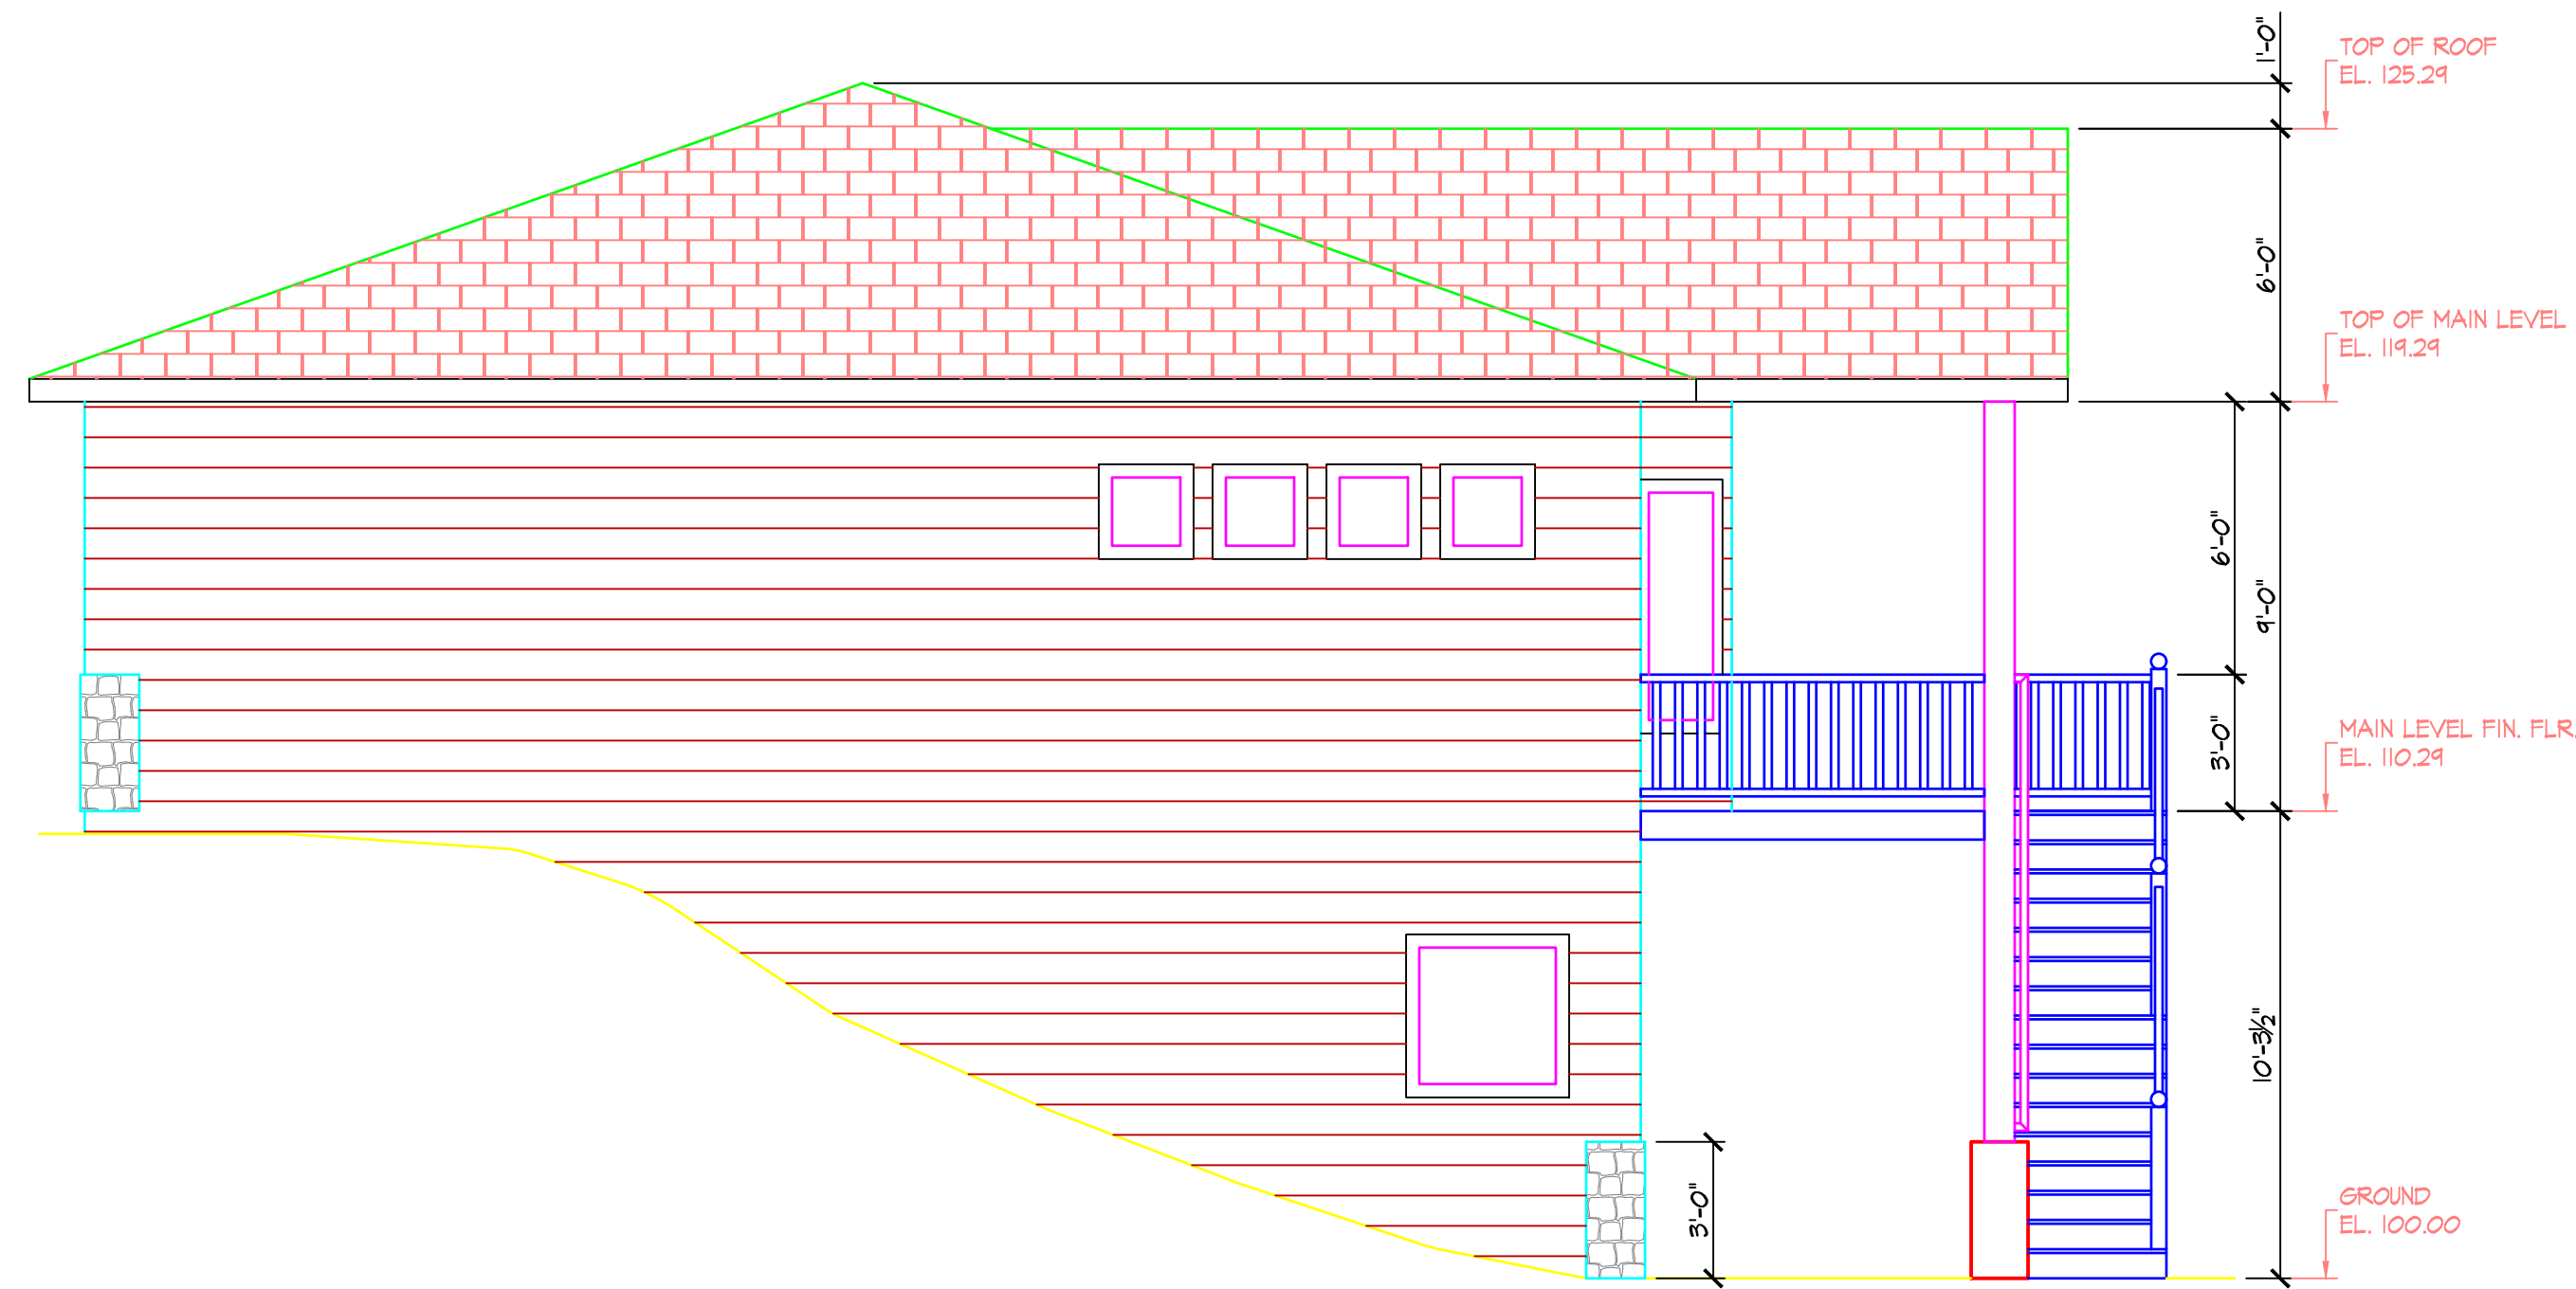 1'-0"
TOP OF ROOF
EL. 125.29
6'-0"
TOP OF MAIN LEVEL
EL. 119.29
6'-0"
9'-0"
3'-0"
MAIN LEVEL FIN. FLR.
EL. 110.29
10'-3½"
3'-0"
GROUND
EL. 100.00